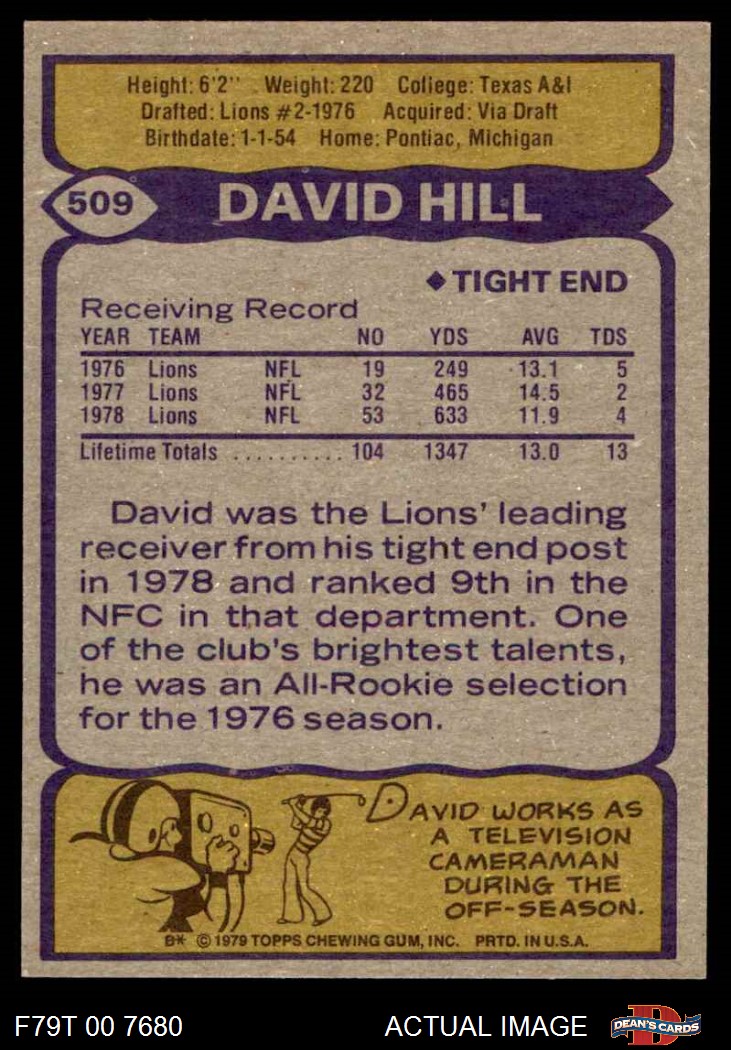 Height: 6'2" Weight: 220 College: Texas A&I
Drafted: Lions #2-1976 Acquired: Via Draft
Birthdate: 1-1-54 Home: Pontiac, Michigan
509 DAVID HILL
◆ TIGHT END
Receiving Record
YEAR TEAM NO YDS AVG TDS
1976 Lions NFL 19 249 13.1 5
1977 Lions NFL 32 465 14.5 2
1978 Lions NFL 53 633 11.9 4
Lifetime Totals .......... 104 1347 13.0 13
David was the Lions' leading
receiver from his tight end post
in 1978 and ranked 9th in the
NFC in that department. One
of the club's brightest talents,
he was an All-Rookie selection
for the 1976 season.
DAVID WORKS AS
A TELEVISION
CAMERAMAN
DURING THE
OFF-SEASON.
B* © 1979 TOPPS CHEWING GUM, INC. PRTD. IN U.S.A.
F79T 00 7680 ACTUAL IMAGE DEAN'S CARDS